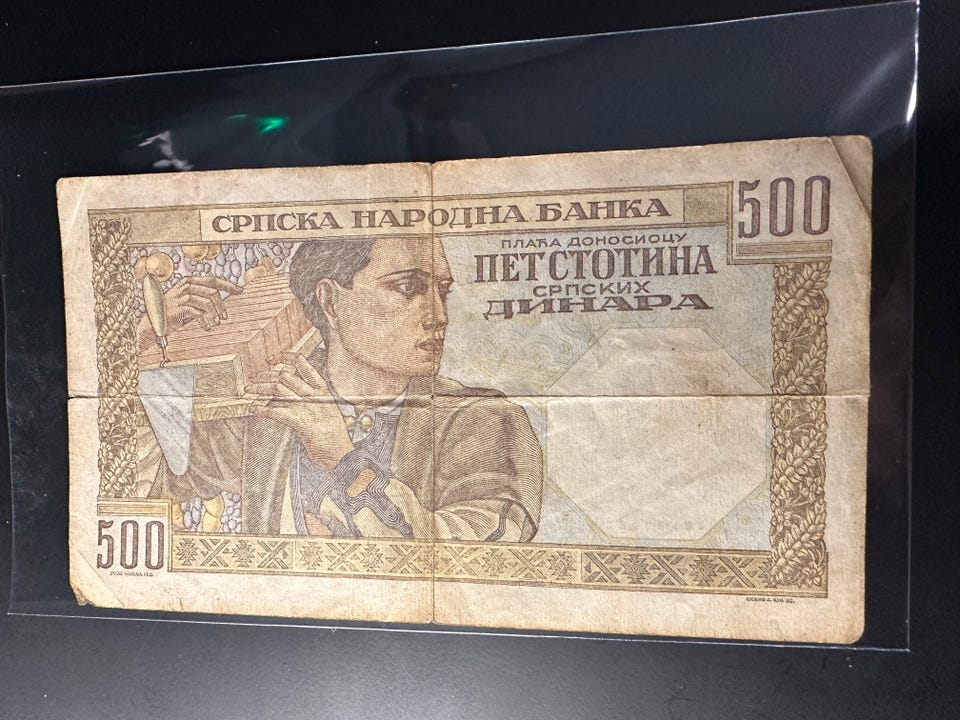 СРПСКА НАРОДНА БАНКА
500
ПЛАЋА ДОНОСИОЦУ
ПЕТСТОТИНА
СРПСКИХ
ДИНАРА
500